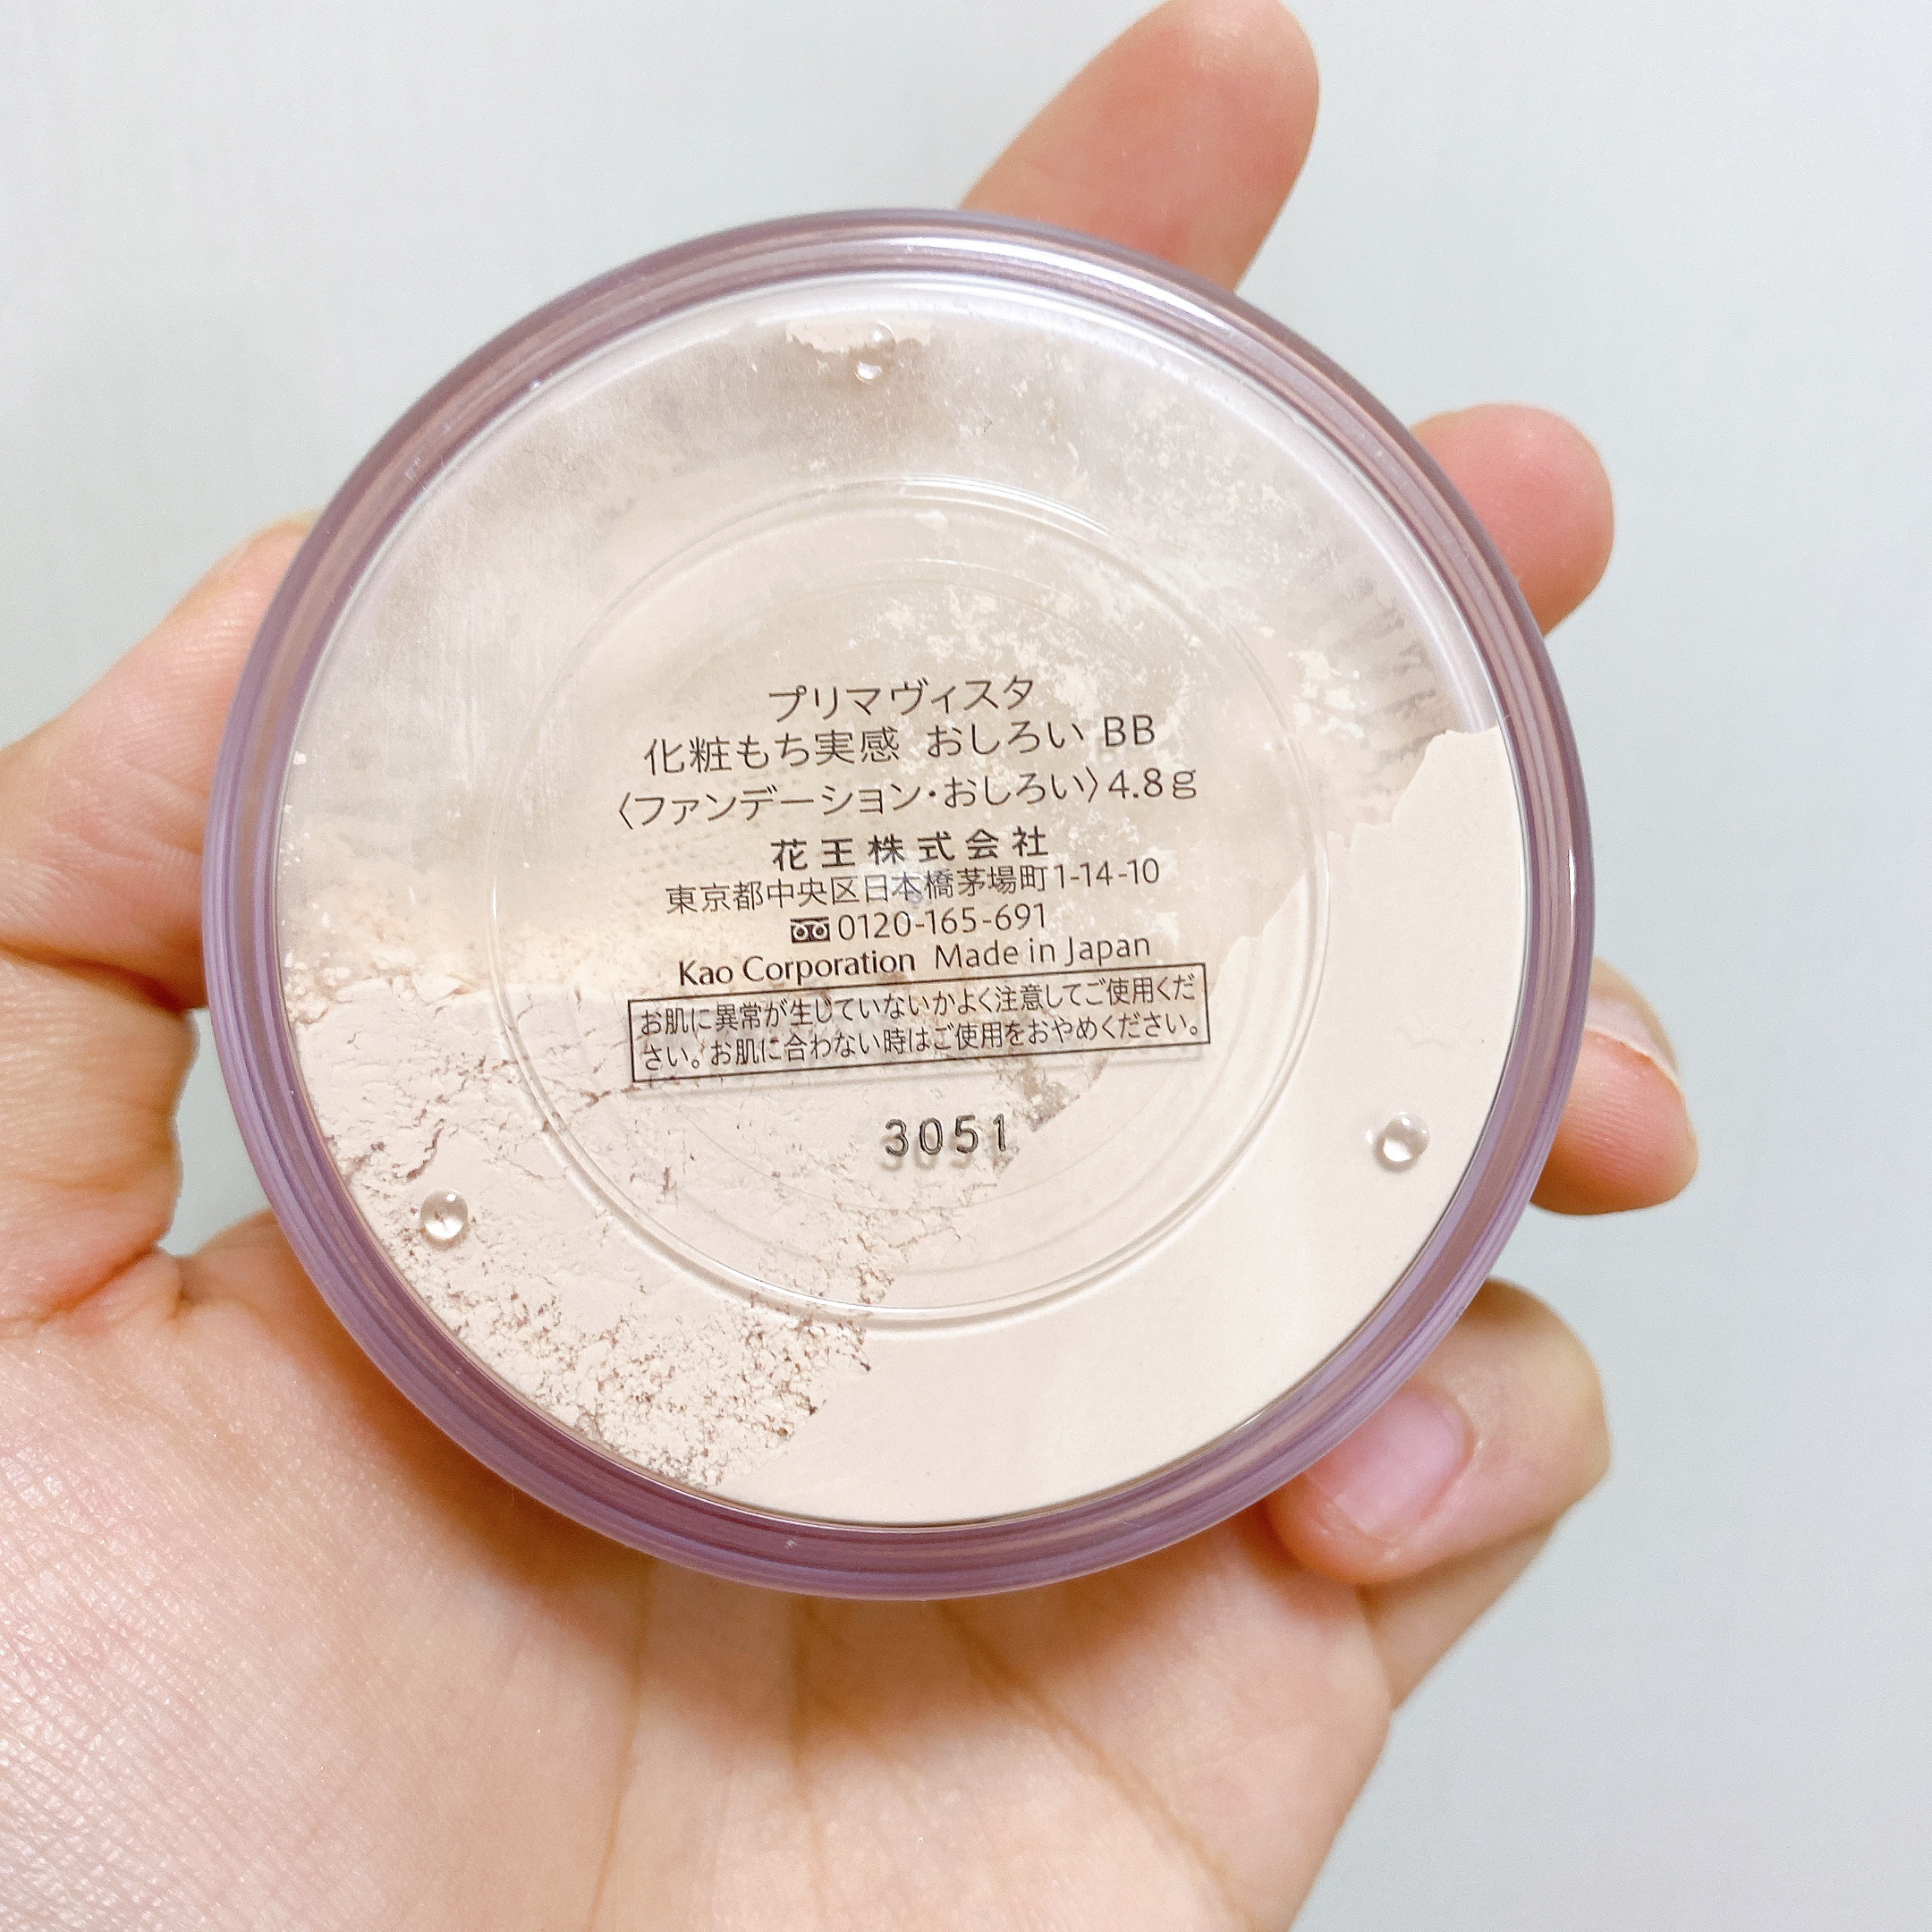 プリマヴィスタ
化粧もち実感 おしろい BB
〈ファンデーション・おしろい〉4.8g
花王株式会社
東京都中央区日本橋茅場町1-14-10
0120-165-691
Kao Corporation Made in Japan
お肌に異常が生じていないかよく注意してご使用くだ
さい。お肌に合わない時はご使用をおやめください。
3051